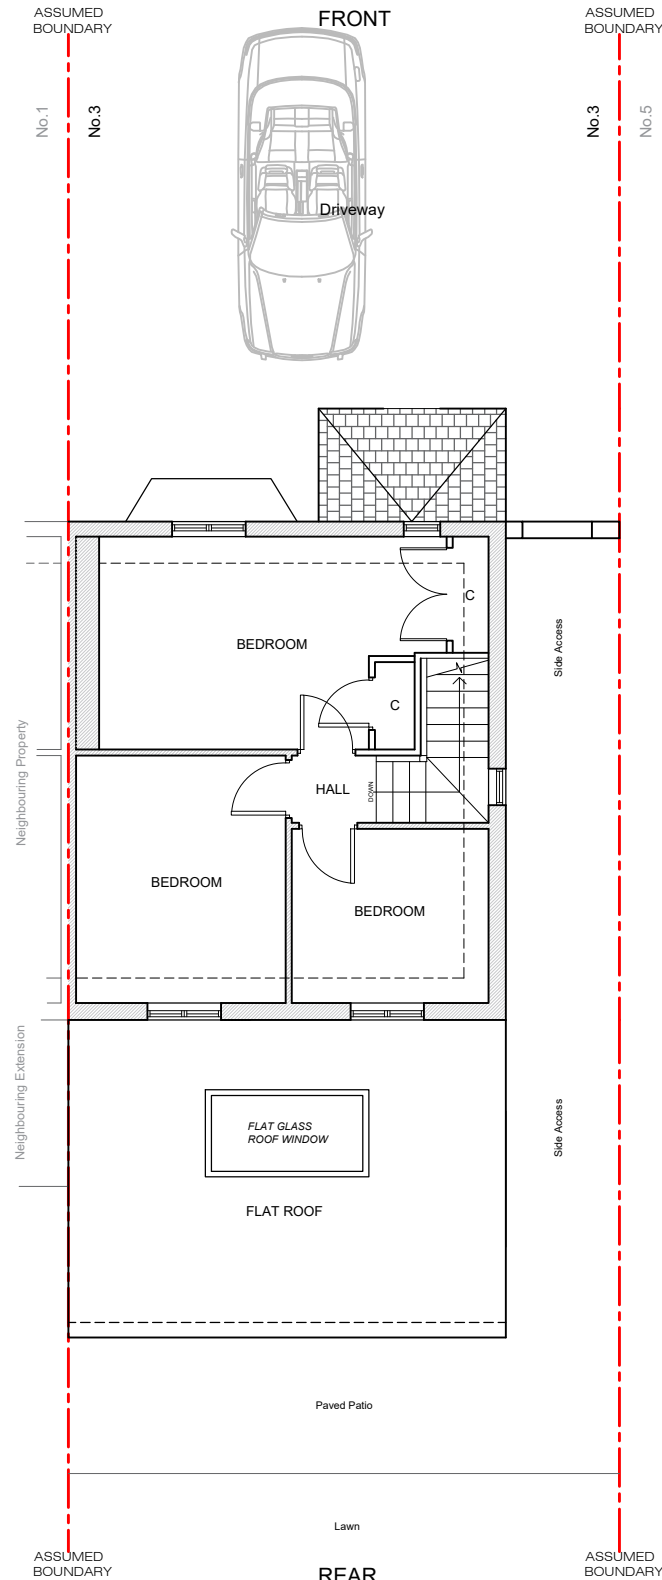 ASSUMED
BOUNDARY
FRONT
ASSUMED
BOUNDARY
No.1
No.3
No.3
No.5
Driveway
C
BEDROOM
Side Access
C
Neighbouring Property
HALL
DOWN
BEDROOM
BEDROOM
Neighbouring Extension
FLAT GLASS
ROOF WINDOW
Side Access
FLAT ROOF
Paved Patio
Lawn
ASSUMED
BOUNDARY
REAR
ASSUMED
BOUNDARY